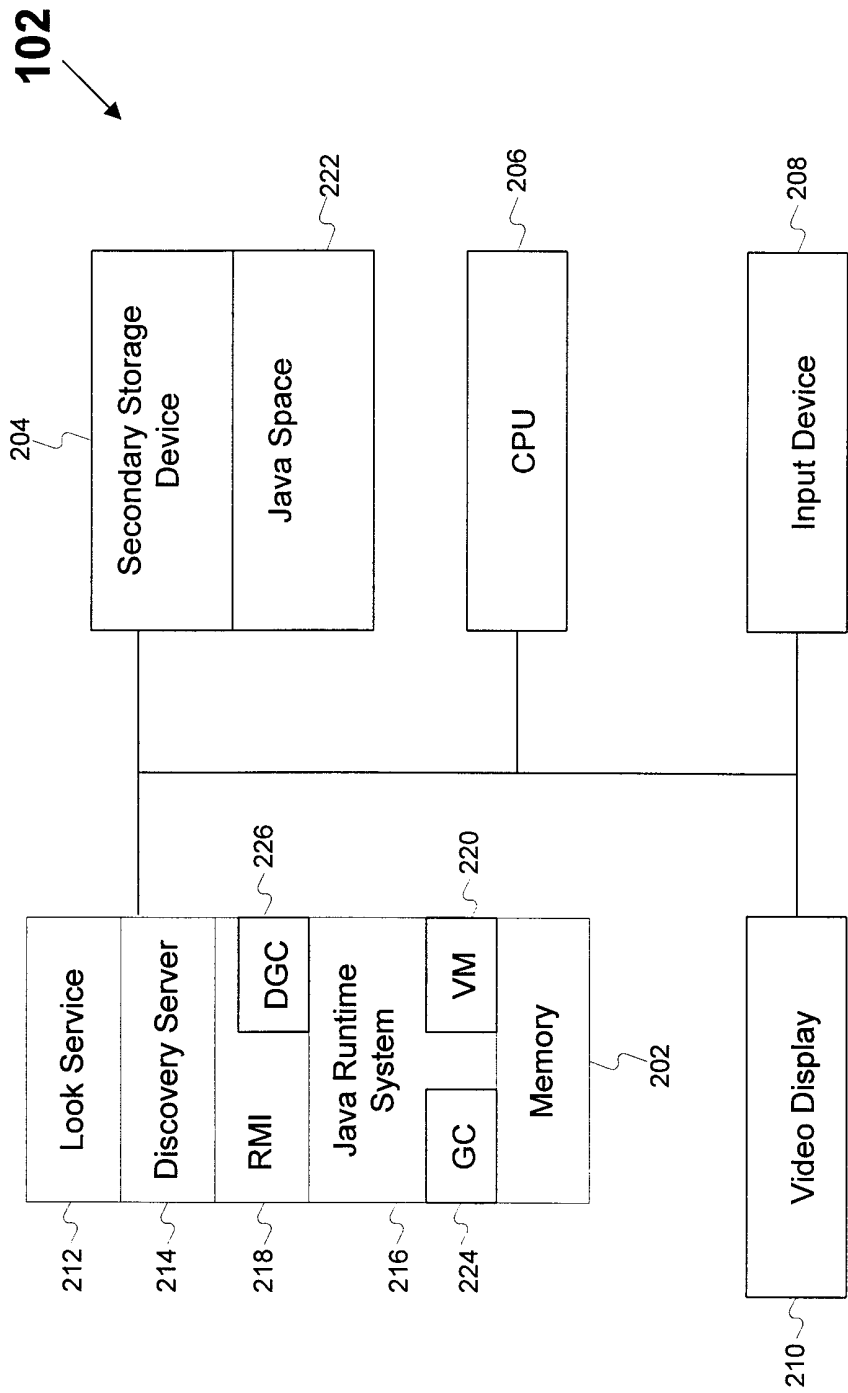 102
204
Secondary Storage
Device
Java Space
222
CPU
206
Input Device
208
212
Look Service
214
Discovery Server
218
RMI
DGC
226
216
Java Runtime
System
224
GC
VM
220
Memory
202
210
Video Display